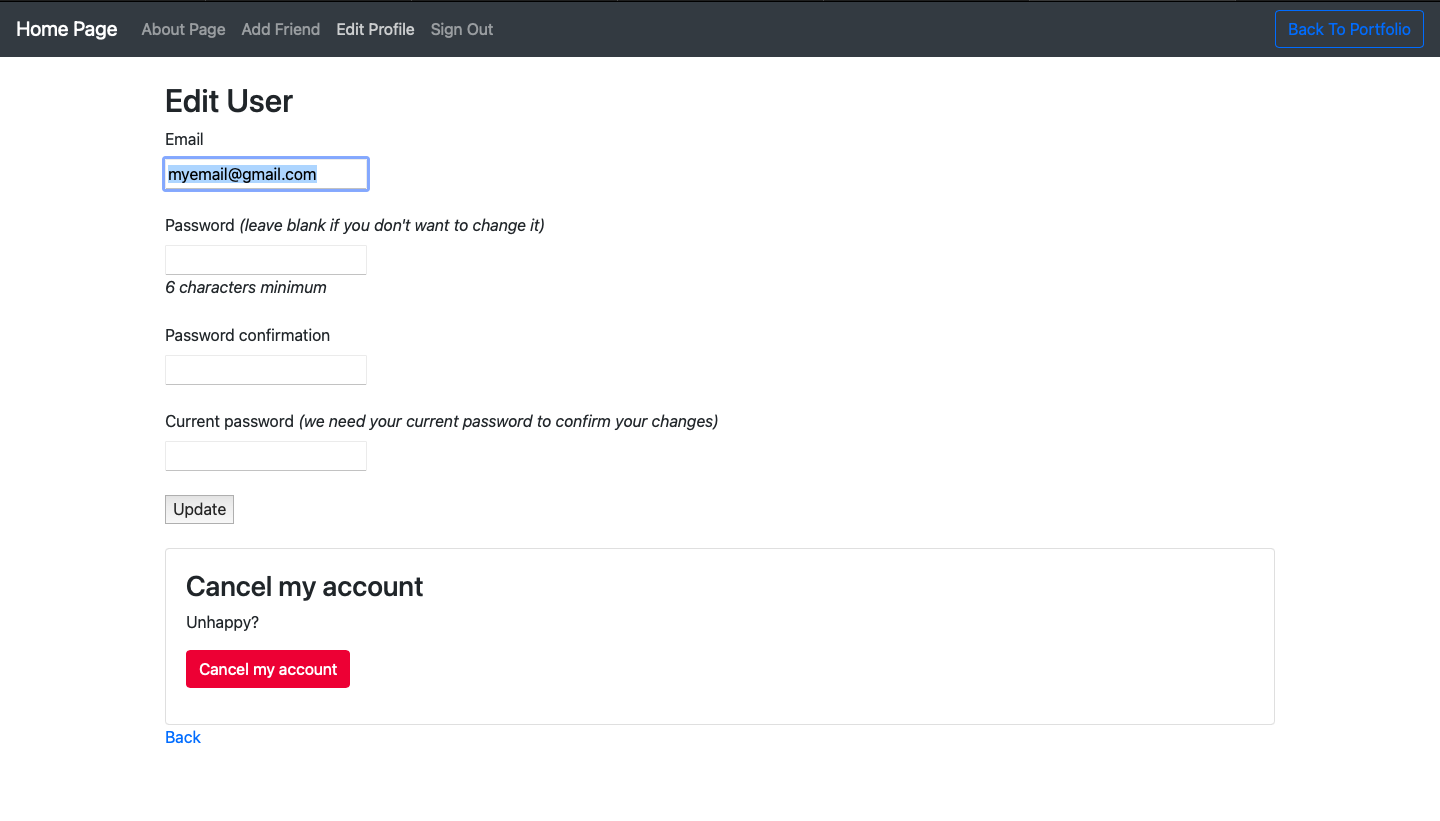 Home Page About Page Add Friend Edit Profile Sign Out Back To Portfolio
Edit User
Email
myemail@gmail.com
Password (leave blank if you don't want to change it)
6 characters minimum
Password confirmation
Current password (we need your current password to confirm your changes)
Update
Cancel my account
Unhappy?
Cancel my account
Back